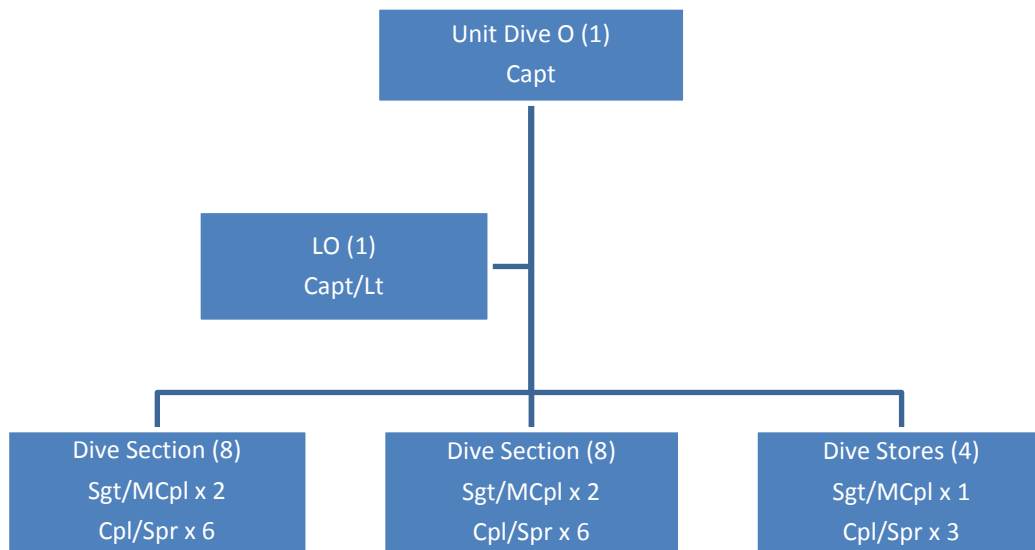 Unit Dive O (1)
Capt
LO (1)
Capt/Lt
Dive Section (8)
Sgt/MCpl x 2
Cpl/Spr x 6
Dive Section (8)
Sgt/MCpl x 2
Cpl/Spr x 6
Dive Stores (4)
Sgt/MCpl x 1
Cpl/Spr x 3